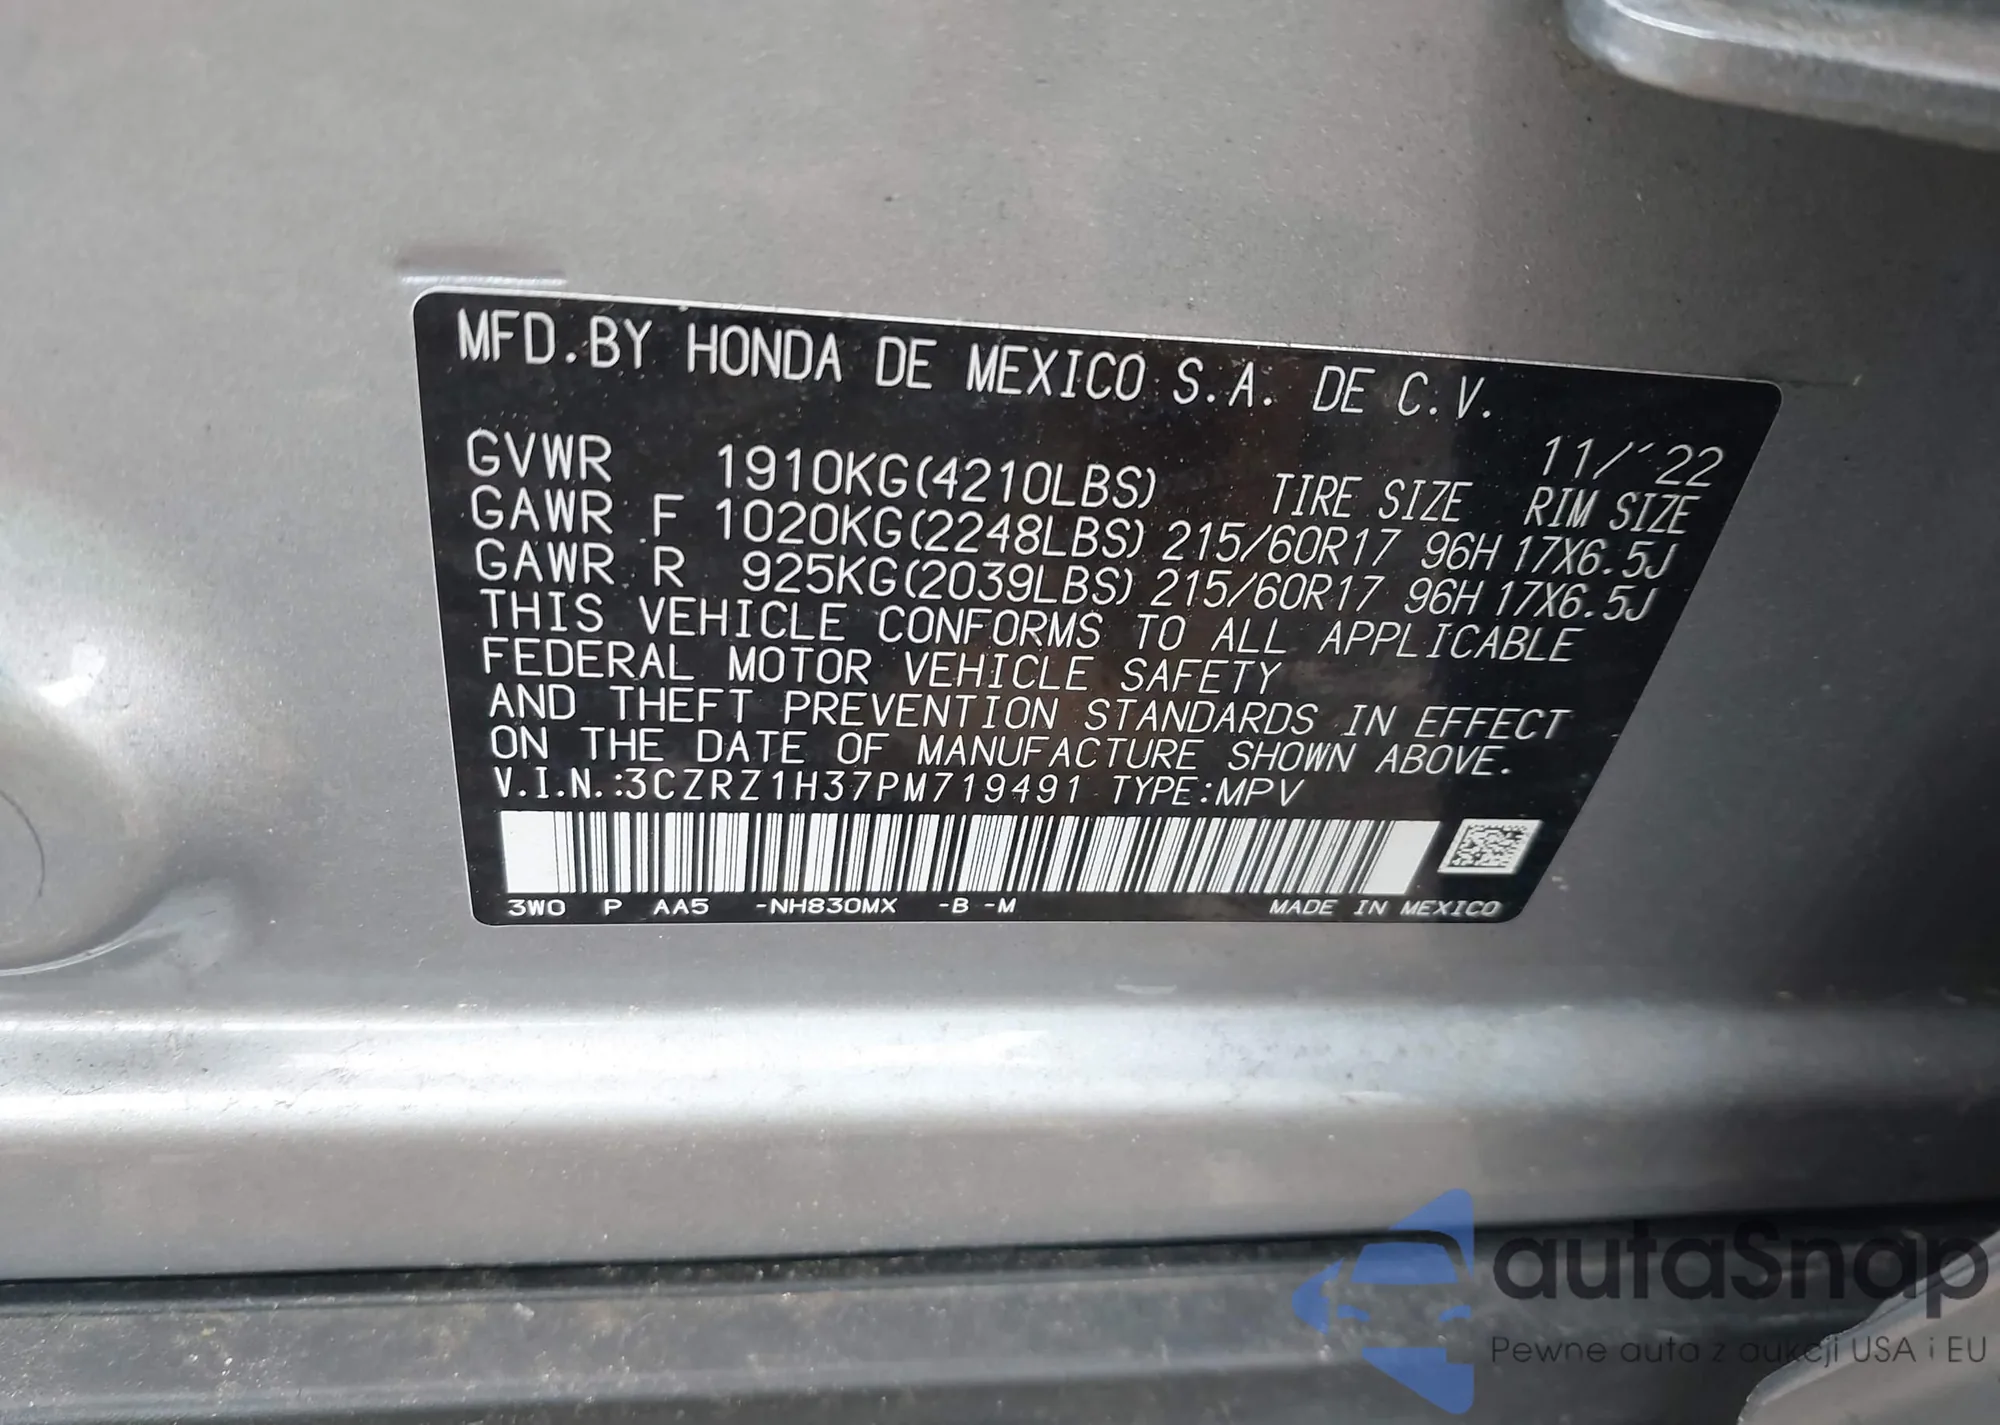 MFD.BY HONDA DE MEXICO S.A. DE C.V.
11/'22
GVWR 1910KG(4210LBS) TIRE SIZE RIM SIZE
GAWR F 1020KG(2248LBS) 215/60R17 96H 17X6.5J
GAWR R 925KG(2039LBS) 215/60R17 96H 17X6.5J
THIS VEHICLE CONFORMS TO ALL APPLICABLE
FEDERAL MOTOR VEHICLE SAFETY
AND THEFT PREVENTION STANDARDS IN EFFECT
ON THE DATE OF MANUFACTURE SHOWN ABOVE.
V.I.N.:3CZRZ1H37PM719491 TYPE:MPV
3W0 P AA5 -NH830MX -B -M MADE IN MEXICO
autaSnap
Pewne auta z aukcji USA i EU